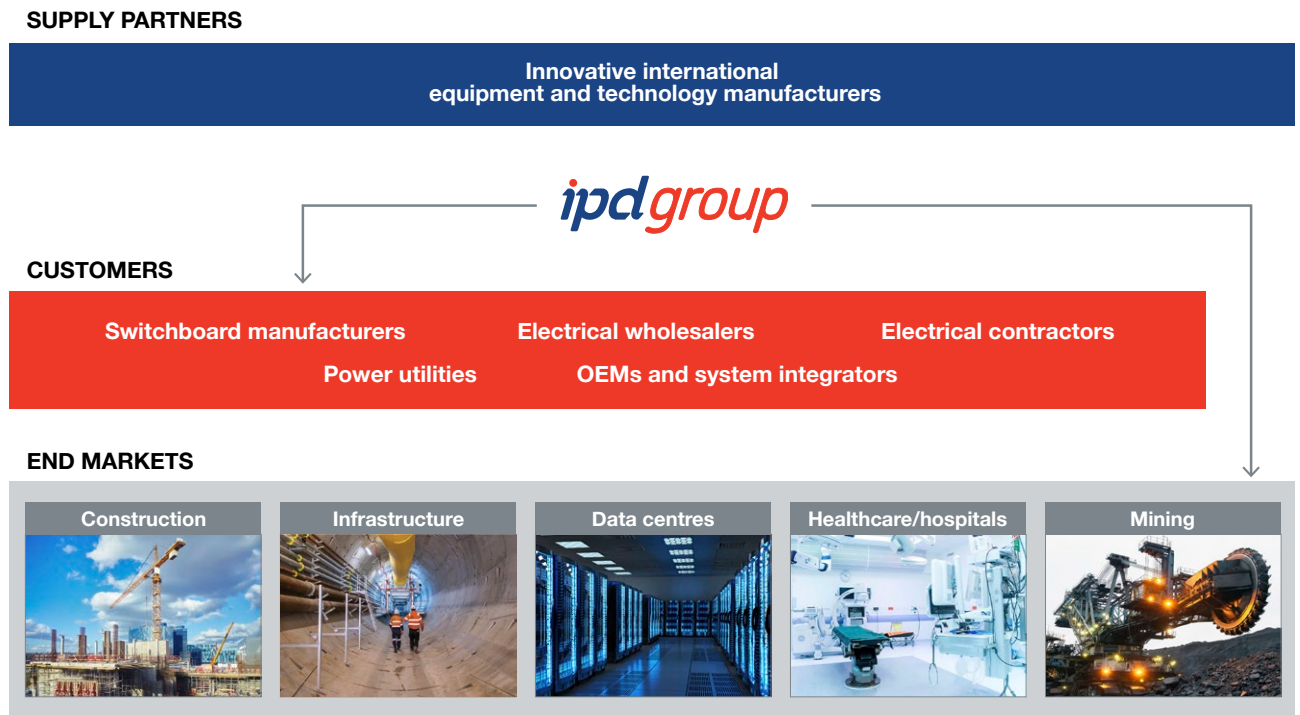 SUPPLY PARTNERS
Innovative international
equipment and technology manufacturers
ipdgroup
CUSTOMERS
Switchboard manufacturers Electrical wholesalers Electrical contractors
Power utilities OEMs and system integrators
END MARKETS
Construction Infrastructure Data centres Healthcare/hospitals Mining